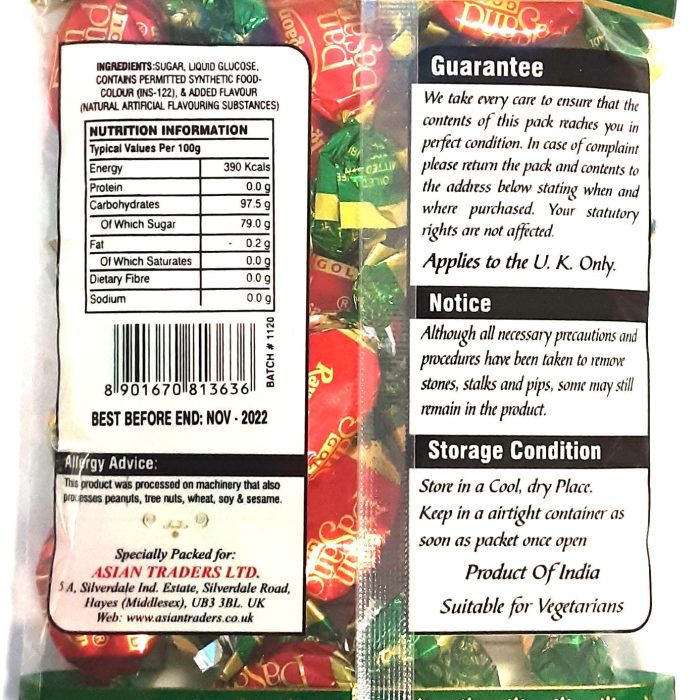 INGREDIENTS:SUGAR, LIQUID GLUCOSE,
CONTAINS PERMITTED SYNTHETIC FOOD-
COLOUR (INS-122), & ADDED FLAVOUR
(NATURAL ARTIFICIAL FLAVOURING SUBSTANCES)
NUTRITION INFORMATION
Typical Values Per 100g
Energy 390 Kcals
Protein 0.0 g
Carbohydrates 97.5 g
Of Which Sugar 79.0 g
Fat - 0.2 g
Of Which Saturates 0.0 g
Dietary Fibre 0.0 g
Sodium 0.0 g
8 901670 813636
BATCH # 1120
BEST BEFORE END: NOV - 2022
Allergy Advice:
This product was processed on machinery that also
processes peanuts, tree nuts, wheat, soy & sesame.
Specially Packed for:
ASIAN TRADERS LTD.
5 A, Silverdale Ind. Estate, Silverdale Road,
Hayes (Middlesex), UB3 3BL. UK
Web: www.asiantraders.co.uk
Guarantee
We take every care to ensure that the
contents of this pack reaches you in
perfect condition. In case of complaint
please return the pack and contents to
the address below stating when and
where purchased. Your statutory
rights are not affected.
Applies to the U. K. Only.
Notice
Although all necessary precautions and
procedures have been taken to remove
stones, stalks and pips, some may still
remain in the product.
Storage Condition
Store in a Cool, dry Place.
Keep in a airtight container as
soon as packet once open
Product Of India
Suitable for Vegetarians
Pan
Pasand
GOLD